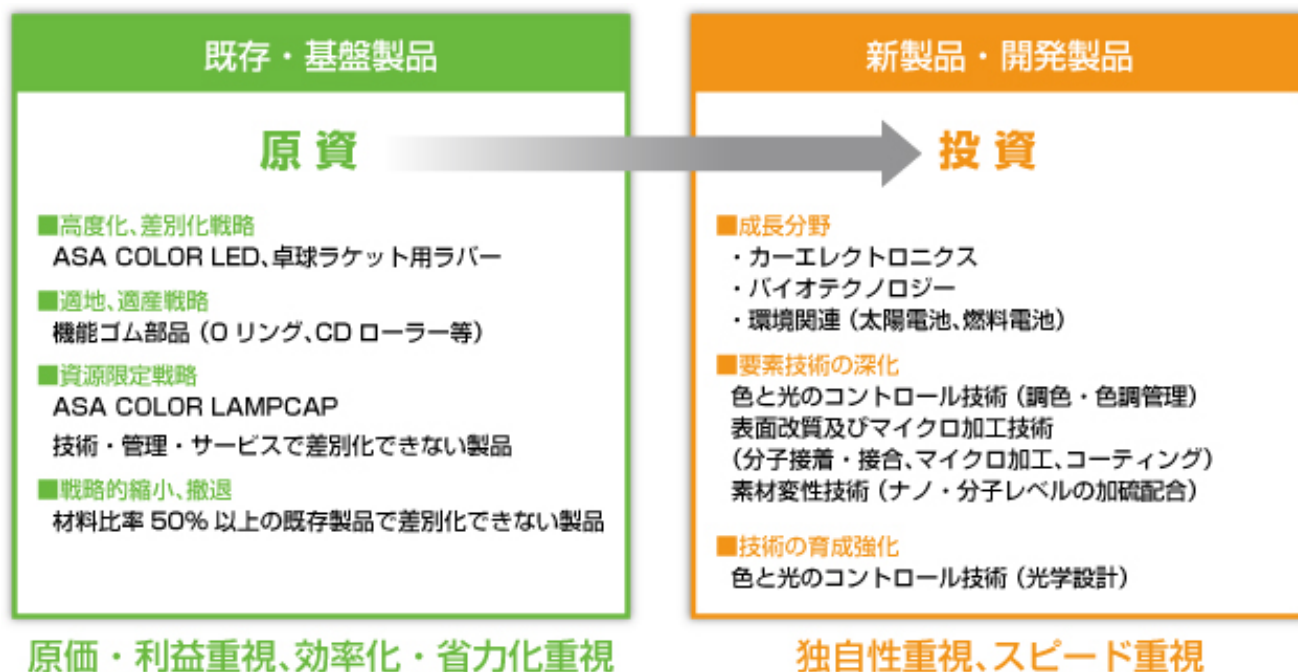 既存・基盤製品
原資
■高度化、差別化戦略
ASA COLOR LED、卓球ラケット用ラバー
■適地、適産戦略
機能ゴム部品（O リング、CD ローラー等）
■資源限定戦略
ASA COLOR LAMPCAP
技術・管理・サービスで差別化できない製品
■戦略的縮小、撤退
材料比率 50% 以上の既存製品で差別化できない製品
原価・利益重視、効率化・省力化重視
新製品・開発製品
投資
■成長分野
・カーエレクトロニクス
・バイオテクノロジー
・環境関連（太陽電池、燃料電池）
■要素技術の深化
色と光のコントロール技術（調色・色調管理）
表面改質及びマイクロ加工技術
（分子接着・接合、マイクロ加工、コーティング）
素材変性技術（ナノ・分子レベルの加硫配合）
■技術の育成強化
色と光のコントロール技術（光学設計）
独自性重視、スピード重視